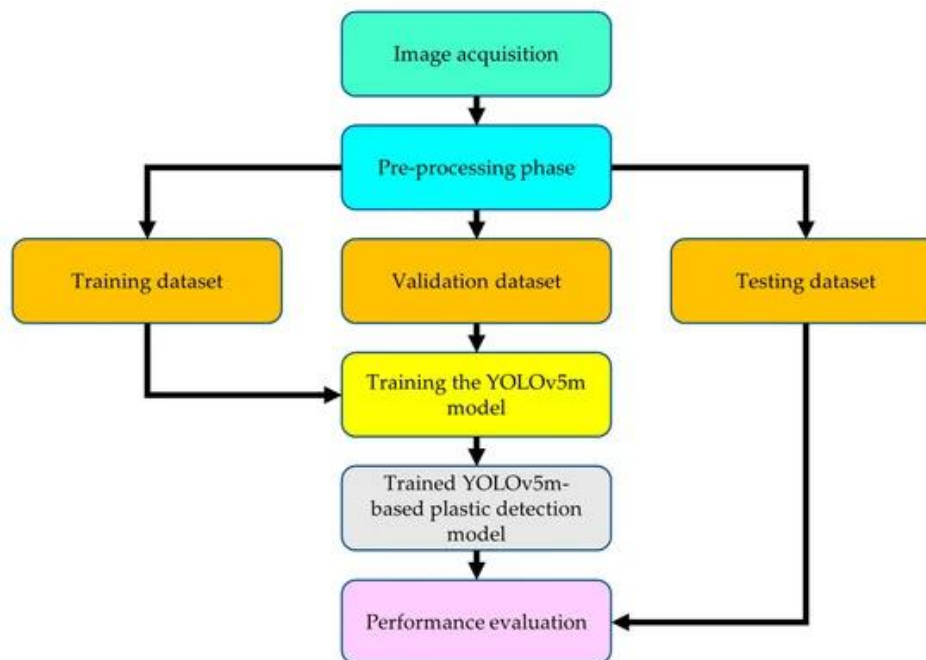 Image acquisition
Pre-processing phase
Training dataset
Validation dataset
Testing dataset
Training the YOLOv5m
model
Trained YOLOv5m-
based plastic detection
model
Performance evaluation